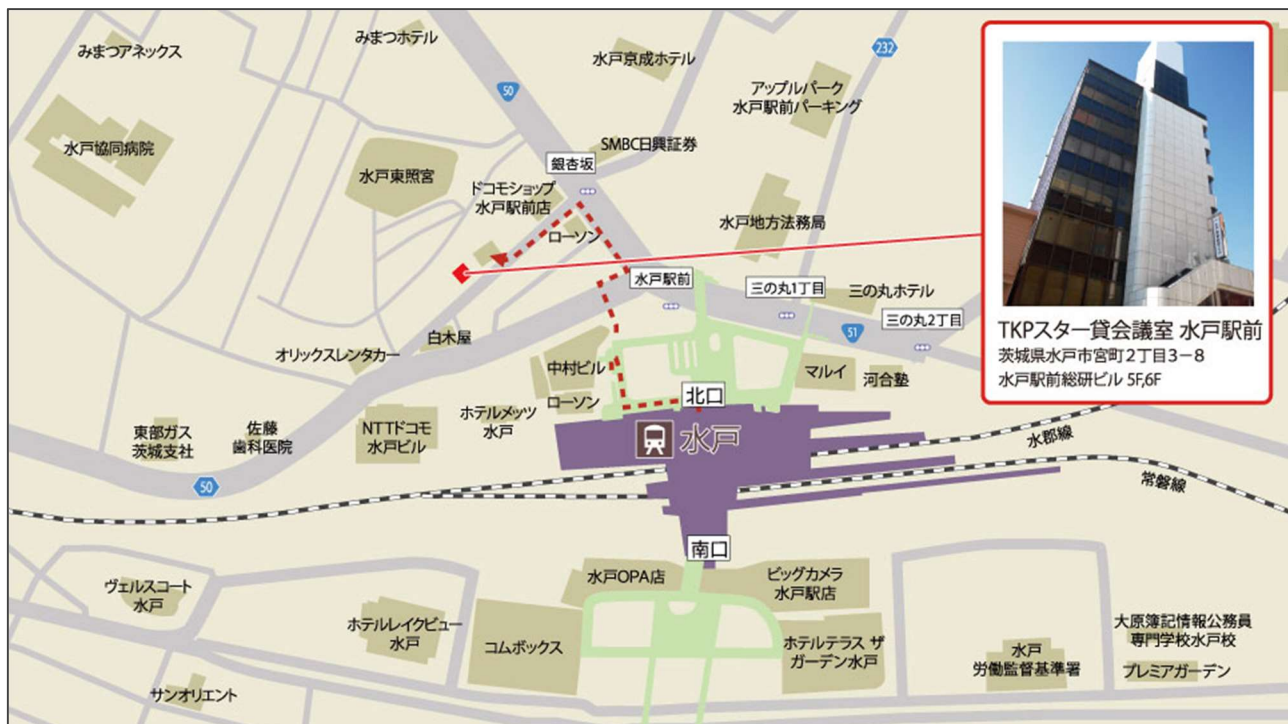 みまつアネックス
みまつホテル
水戸京成ホテル
232
アップルパーク
水戸駅前パーキング
50
水戸協同病院
SMBC日興証券
銀杏坂
水戸東照宮
ドコモショップ
水戸駅前店
ローソン
水戸地方法務局
水戸駅前
三の丸1丁目
三の丸ホテル
三の丸2丁目
51
TKPスター貸会議室 水戸駅前
茨城県水戸市宮町2丁目3−8
水戸駅前総研ビル 5F,6F
白木屋
オリックスレンタカー
中村ビル
マルイ
河合塾
北口
ローソン
ホテルメッツ
水戸
NTTドコモ
水戸ビル
佐藤
歯科医院
東部ガス
茨城支社
水戸
水郡線
常磐線
50
南口
水戸OPA店
ビッグカメラ
水戸駅店
ヴェルスコート
水戸
ホテルレイクビュー
水戸
コムボックス
ホテルテラス ザ
ガーデン水戸
水戸
労働監督基準署
大原簿記情報公務員
専門学校水戸校
プレミアガーデン
サンオリエント